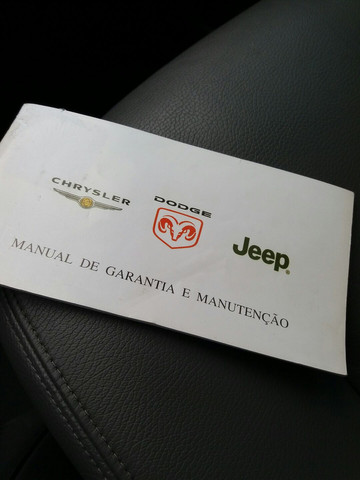 CHRYSLER
DODGE
Jeep®
MANUAL DE GARANTIA E MANUTENÇÃO